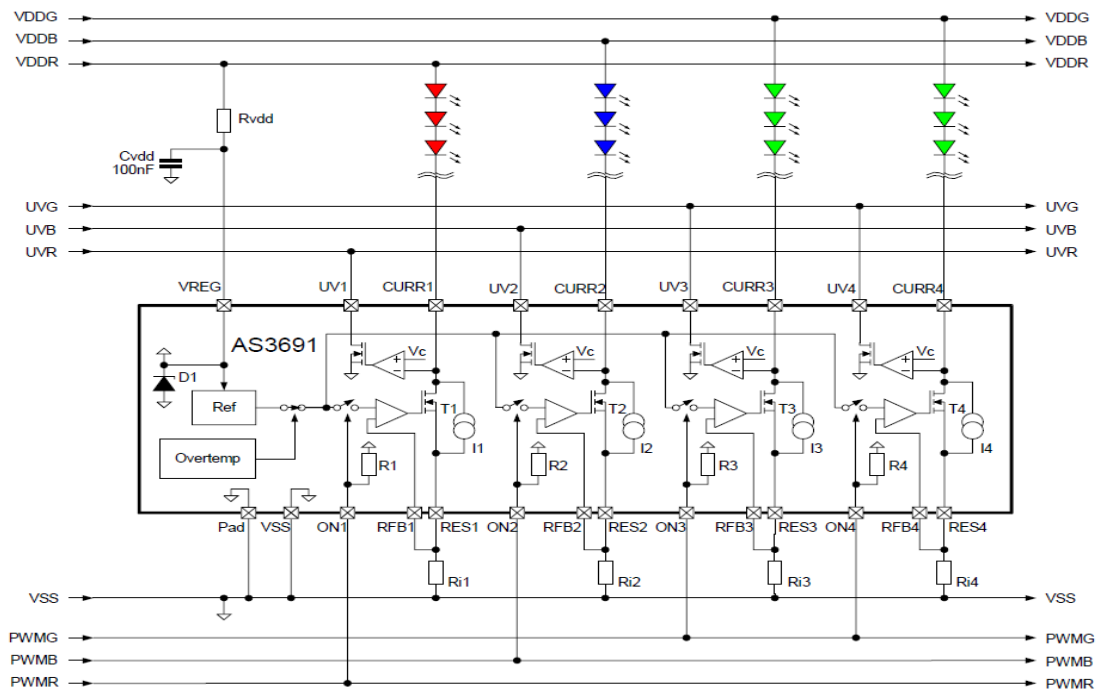 VDDG VDDG
VDDB VDDB
VDDR VDDR
Rvdd
Cvdd
100nF
UVG UVG
UVB UVB
UVR UVR
VREG UV1 CURR1 UV2 CURR2 UV3 CURR3 UV4 CURR4
AS3691
Vc Vc Vc Vc
D1
Ref T1 T2 T3 T4
Overtemp R1 I1 R2 I2 R3 I3 R4 I4
Pad VSS ON1 RFB1 RES1 ON2 RFB2 RES2 ON3 RFB3 RES3 ON4 RFB4 RES4
Ri1 Ri2 Ri3 Ri4
VSS VSS
PWMG PWMG
PWMB PWMB
PWMR PWMR